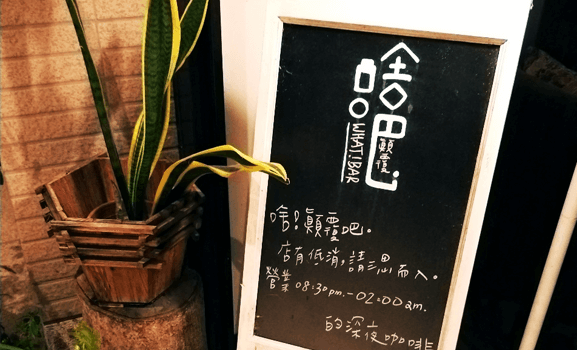 啥吧
顛覆
WHAT!BAR
啥!顛覆吧。
店有低消,請三思而入。
營業 08:30pm.-02:00am.
的深夜咖啡